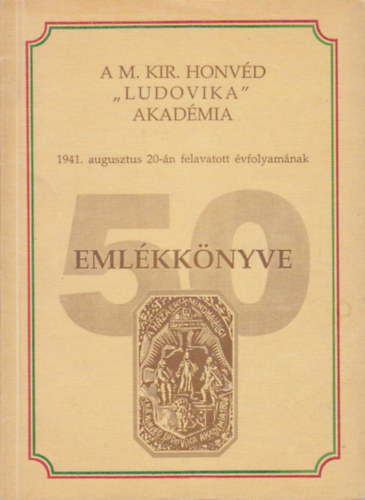 A M. KIR. HONVÉD
„LUDOVIKA”
AKADÉMIA
1941. augusztus 20-án felavatott évfolyamának
50
EMLÉKKÖNYVE